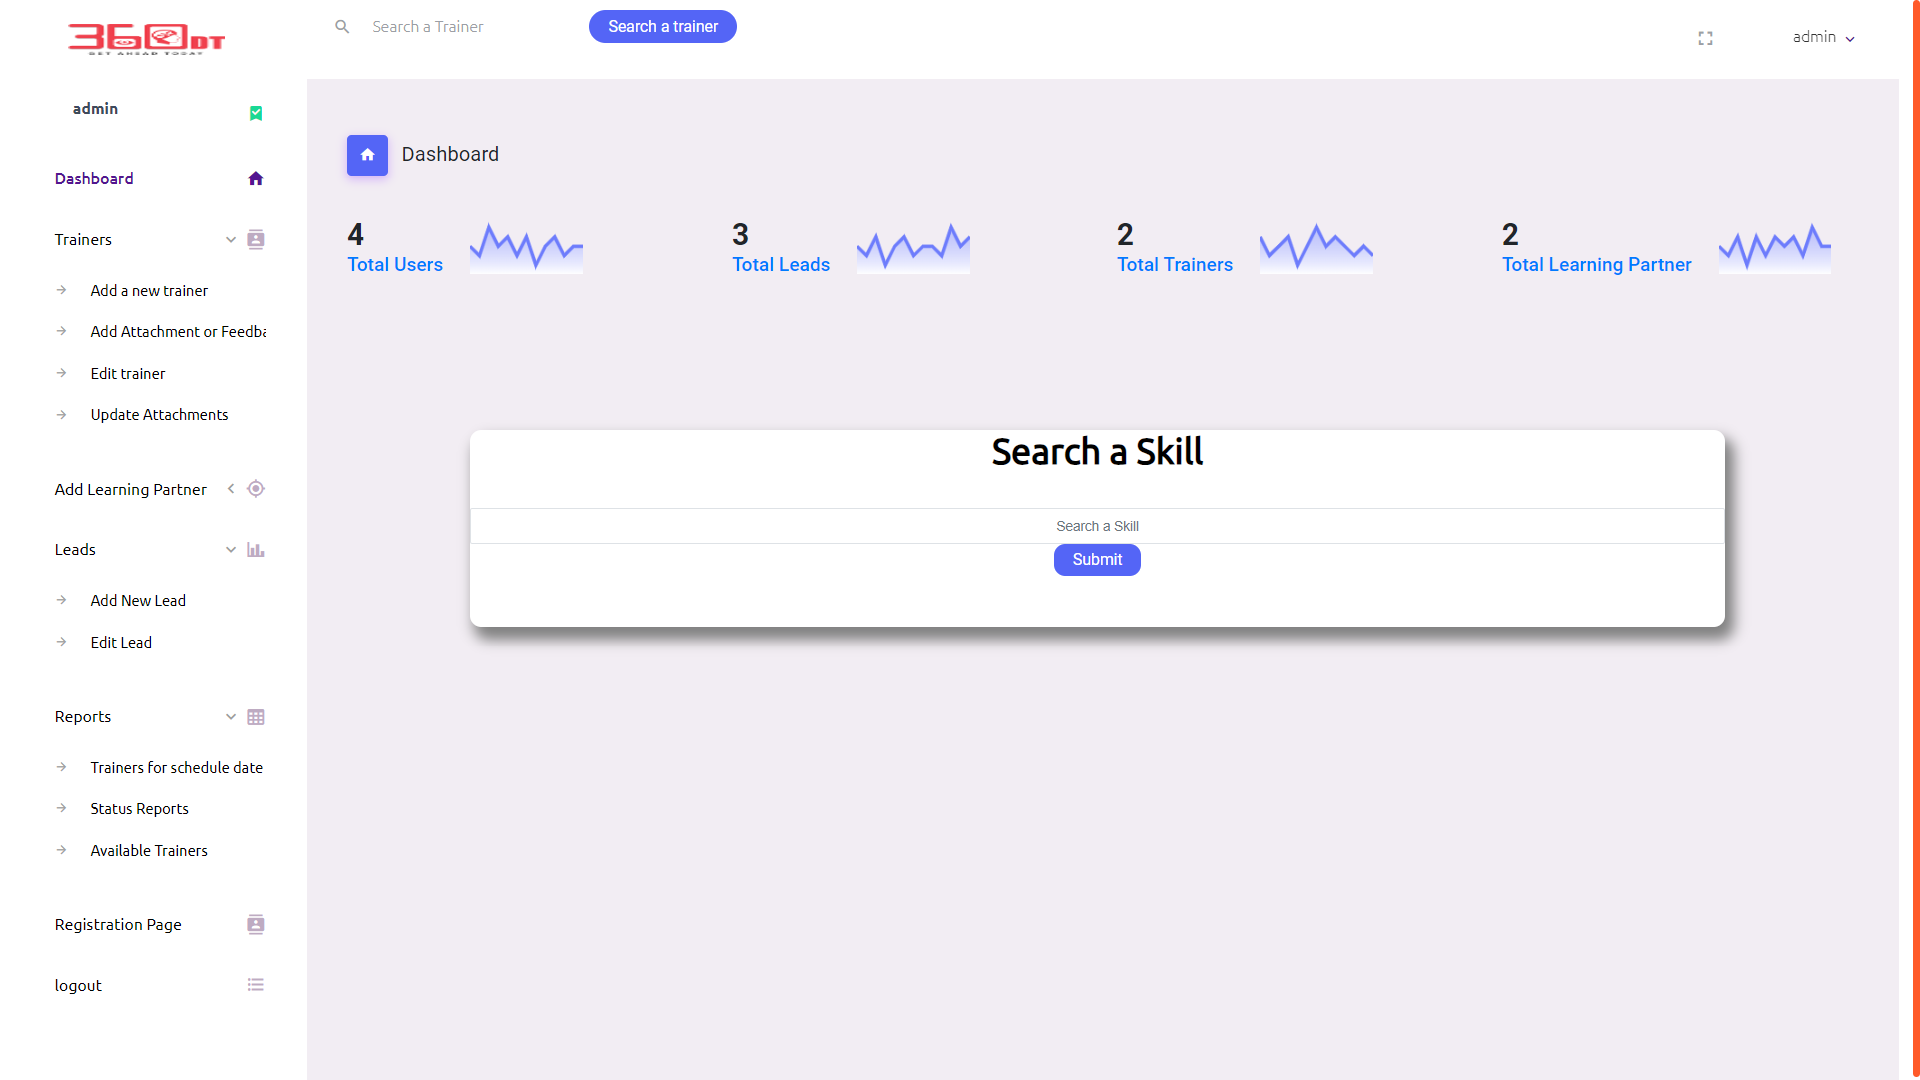 360DT
GET AHEAD TODAY
Search a Trainer
Search a trainer
admin
admin
Dashboard
Trainers
Add a new trainer
Add Attachment or Feedba
Edit trainer
Update Attachments
Add Learning Partner
Leads
Add New Lead
Edit Lead
Reports
Trainers for schedule date
Status Reports
Available Trainers
Registration Page
logout
Dashboard
4
Total Users
3
Total Leads
2
Total Trainers
2
Total Learning Partner
Search a Skill
Search a Skill
Submit